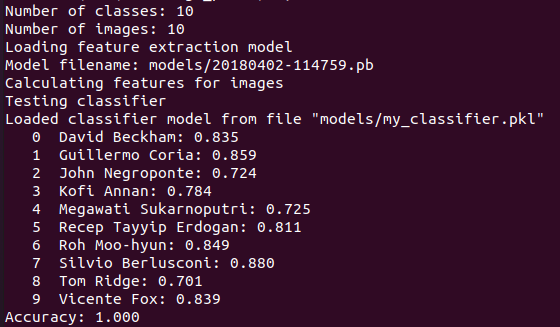 Number of classes: 10
Number of images: 10
Loading feature extraction model
Model filename: models/20180402-114759.pb
Calculating features for images
Testing classifier
Loaded classifier model from file "models/my_classifier.pkl"
   0  David Beckham: 0.835
   1  Guillermo Coria: 0.859
   2  John Negroponte: 0.724
   3  Kofi Annan: 0.784
   4  Megawati Sukarnoputri: 0.725
   5  Recep Tayyip Erdogan: 0.811
   6  Roh Moo-hyun: 0.849
   7  Silvio Berlusconi: 0.880
   8  Tom Ridge: 0.701
   9  Vicente Fox: 0.839
Accuracy: 1.000